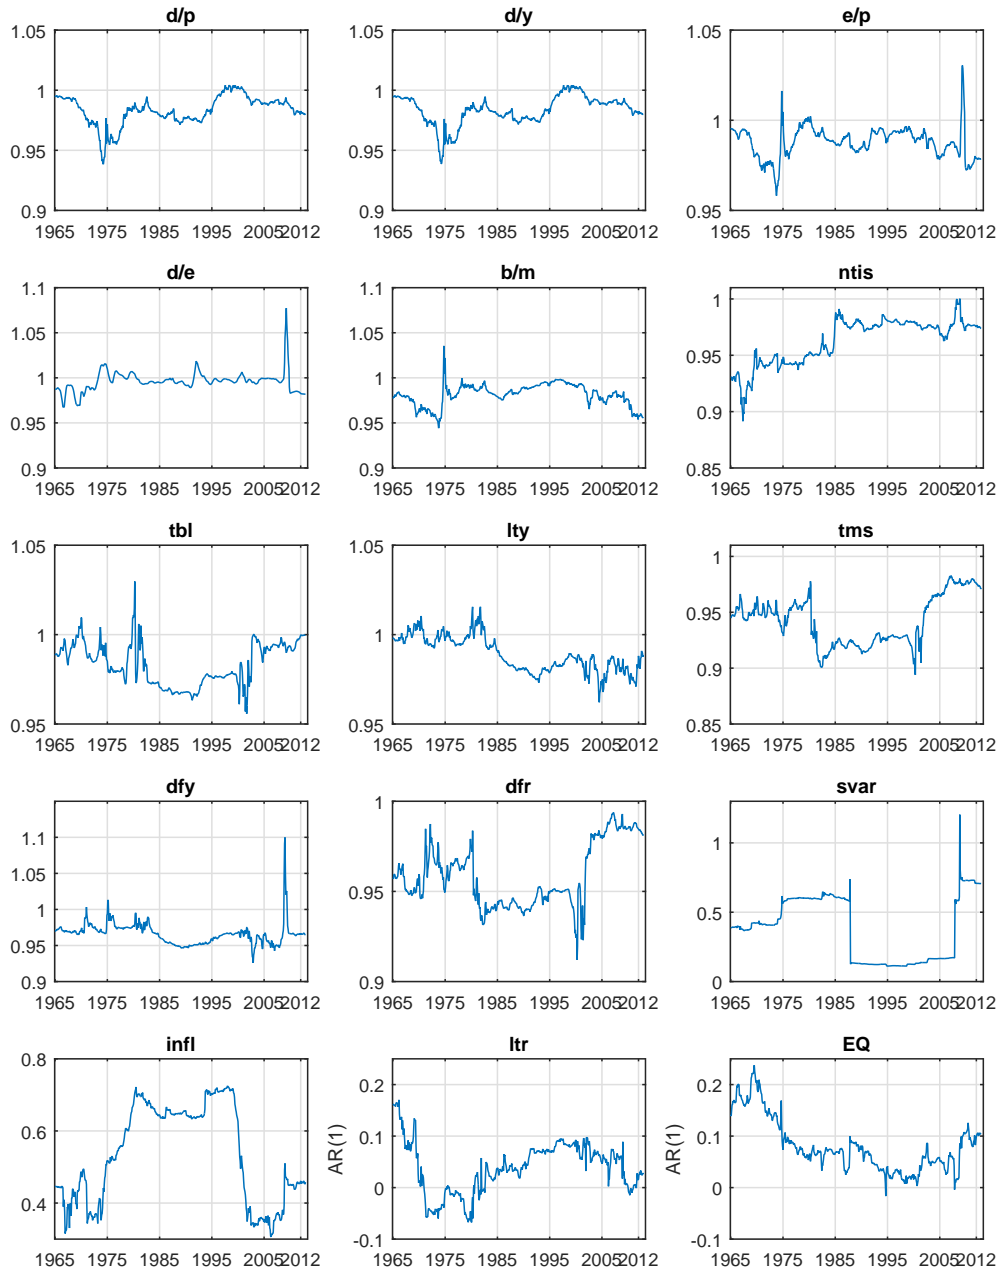 d/p d/y e/p
1.05 1.05 1.05
1 1 1
0.95 0.95
0.9 0.9 0.95
1965 1975 1985 1995 2005 2012 1965 1975 1985 1995 2005 2012 1965 1975 1985 1995 2005 2012
d/e b/m ntis
1.1 1.1
1.05 1.05 1
1 1 0.95
0.95 0.95 0.9
0.9 0.9 0.85
1965 1975 1985 1995 2005 2012 1965 1975 1985 1995 2005 2012 1965 1975 1985 1995 2005 2012
tbl lty tms
1.05 1.05 1
1 1 0.95
0.9
0.95 0.95 0.85
1965 1975 1985 1995 2005 2012 1965 1975 1985 1995 2005 2012 1965 1975 1985 1995 2005 2012
dfy dfr svar
1.1 1 1
1.05
1 0.95 0.5
0.95
0.9 0.9 0
1965 1975 1985 1995 2005 2012 1965 1975 1985 1995 2005 2012 1965 1975 1985 1995 2005 2012
infl ltr EQ
0.8 0.2 0.2
0.6 AR(1) 0.1 AR(1) 0.1
0 0
0.4 -0.1 -0.1
1965 1975 1985 1995 2005 2012 1965 1975 1985 1995 2005 2012 1965 1975 1985 1995 2005 2012